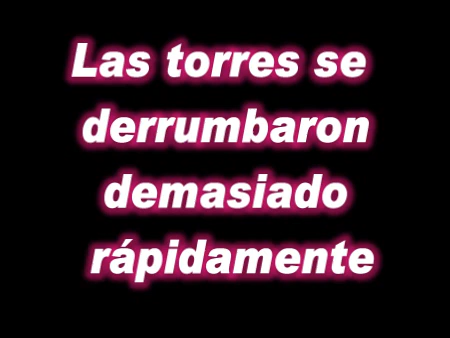 Las torres se
derrumbaron
demasiado
rápidamente